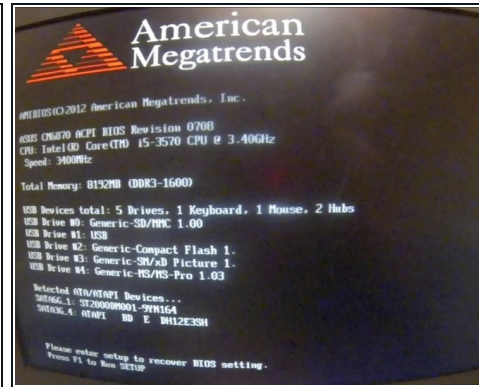 American
Megatrends
AMIBIOS(C)2012 American Megatrends, Inc.
ASUS CM6870 ACPI BIOS Revision 0708
CPU: Intel(R) Core(TM) i5-3570 CPU @ 3.40GHz
Speed: 3400MHz
Total Memory: 8192MB (DDR3-1600)
USB Devices total: 5 Drives, 1 Keyboard, 1 Mouse, 2 Hubs
USB Drive #0: Generic-SD/MMC 1.00
USB Drive #1: USB
USB Drive #2: Generic-Compact Flash 1.
USB Drive #3: Generic-SM/xD Picture 1.
USB Drive #4: Generic-MS/MS-Pro 1.03
Detected ATA/ATAPI Devices...
SATA6G_1: ST2000DM001-9YN164
SATA3G_4: ATAPI BD E DH12E3SH
Please enter setup to recover BIOS setting.
Press F1 to Run SETUP